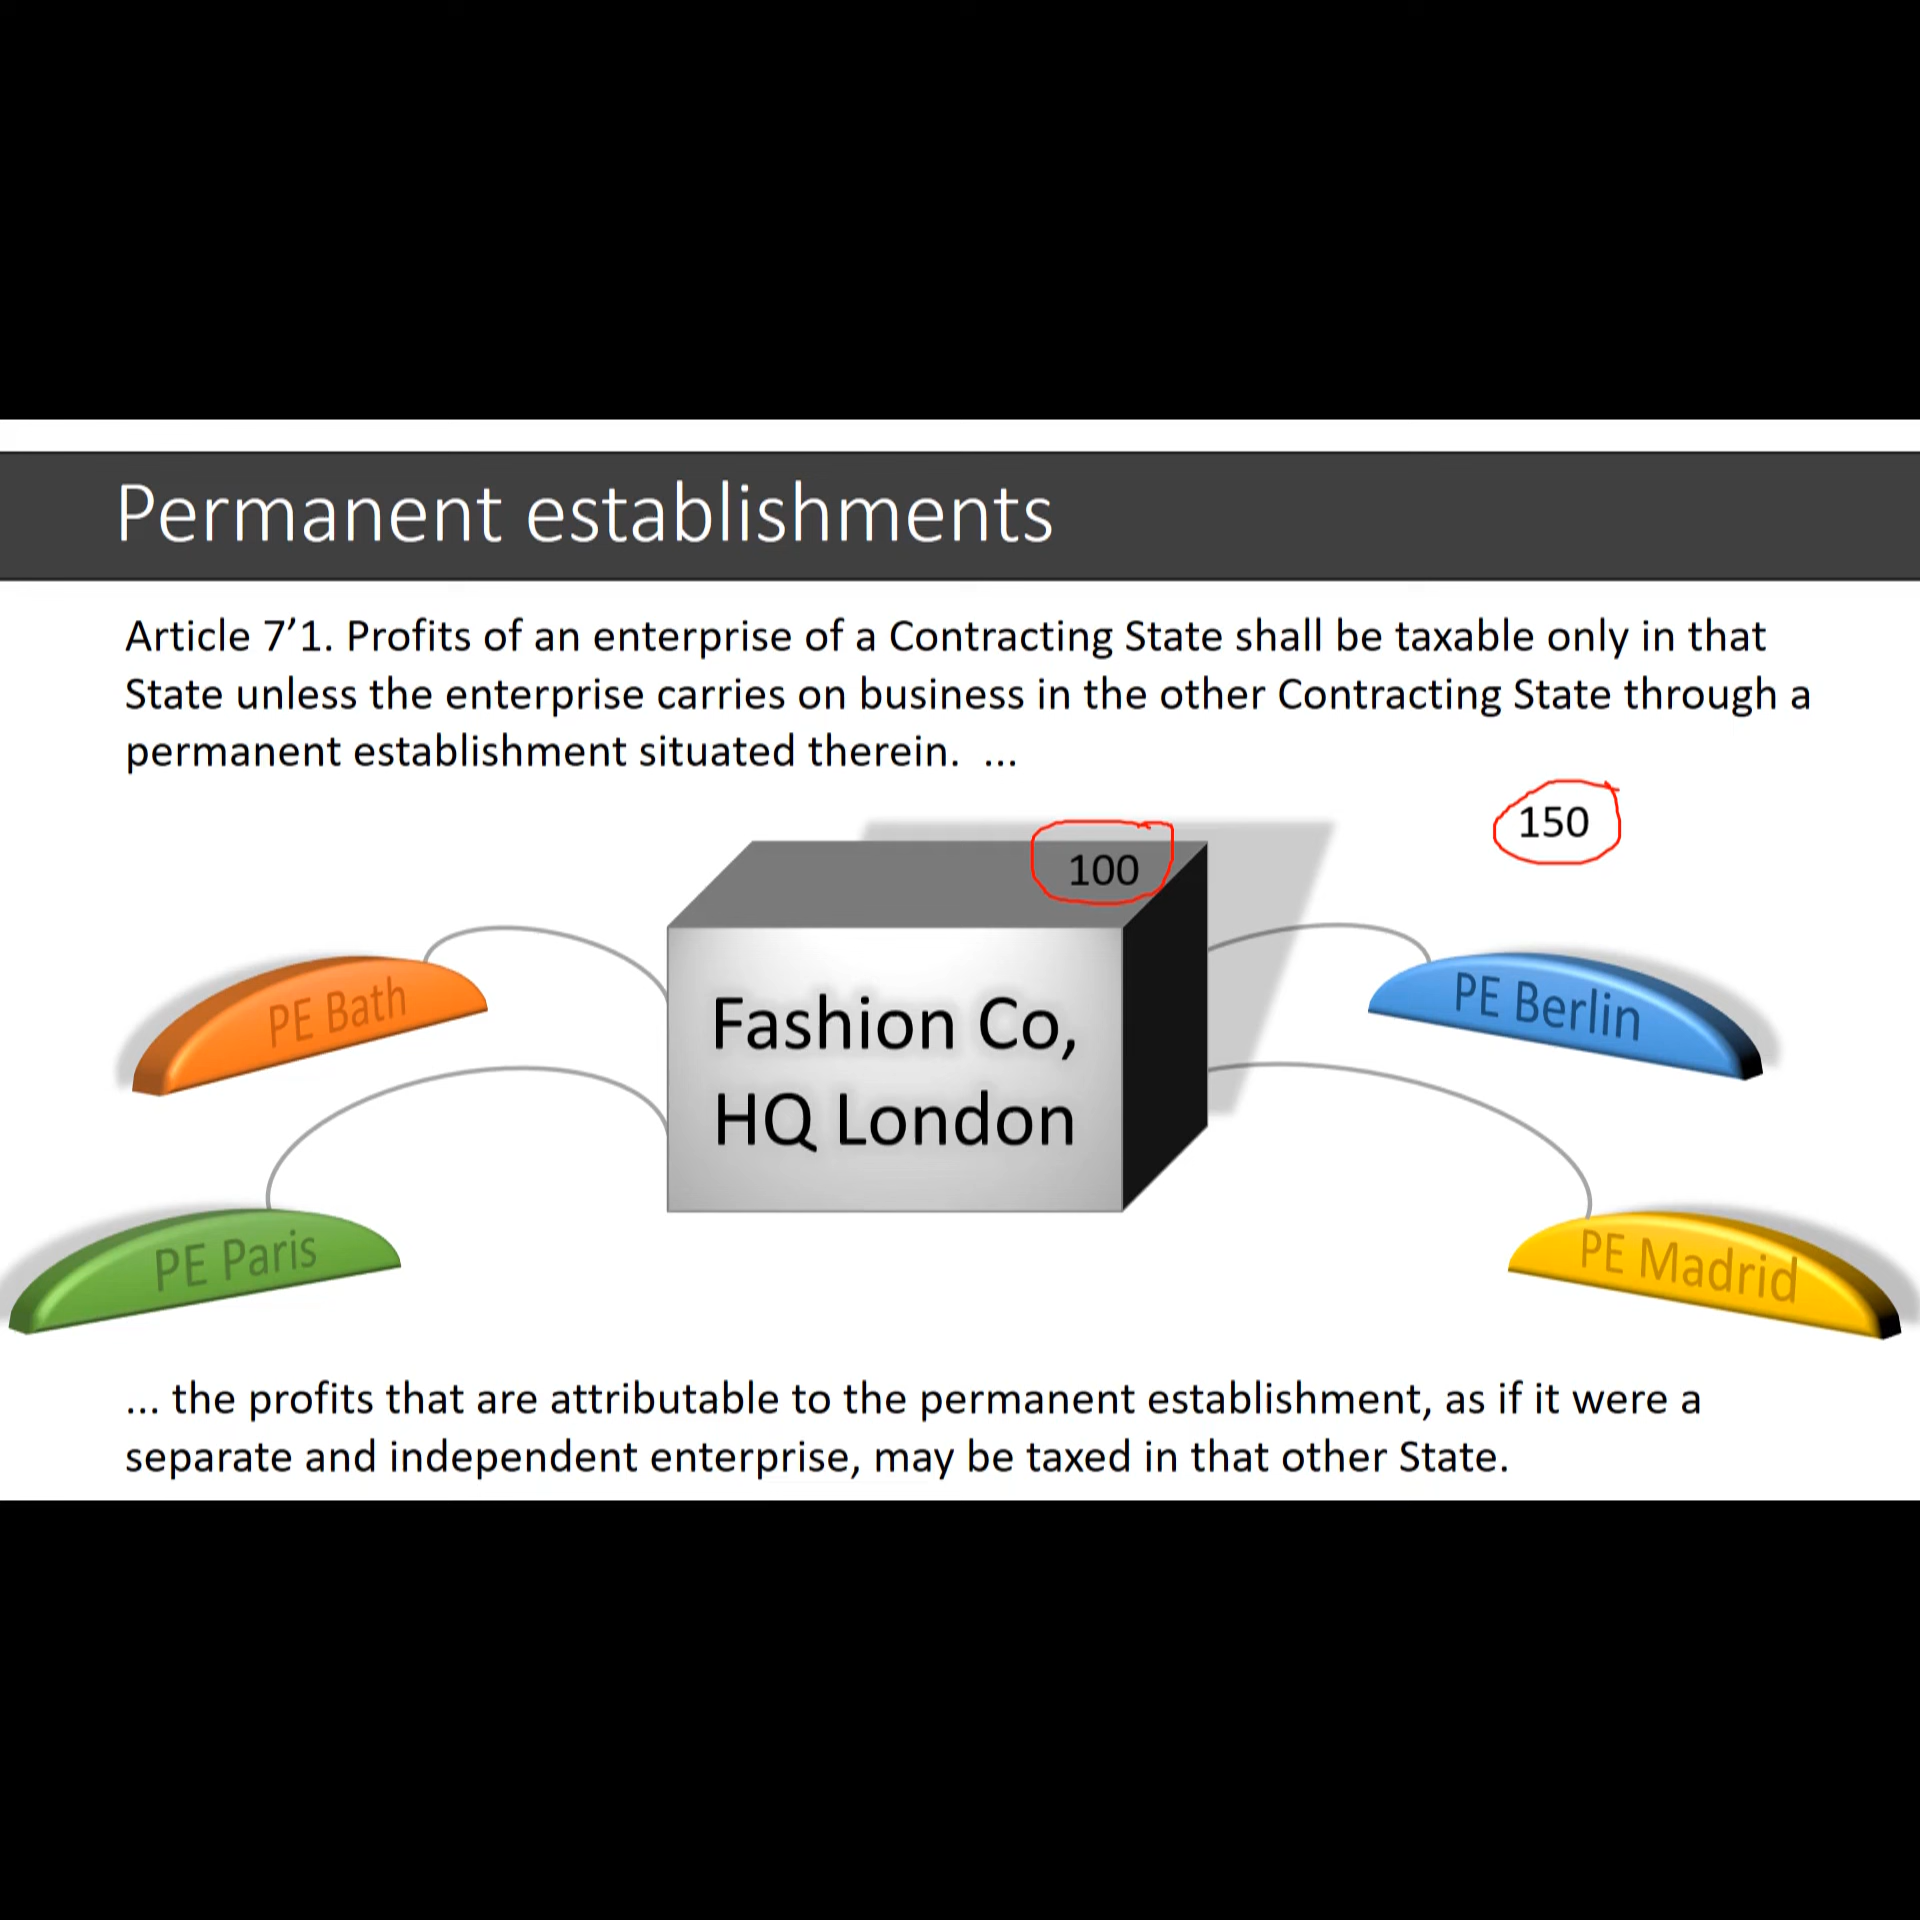 Permanent establishments
Article 7’1. Profits of an enterprise of a Contracting State shall be taxable only in that
State unless the enterprise carries on business in the other Contracting State through a
permanent establishment situated therein. ...
150
100
PE Bath
Fashion Co,
HQ London
PE Berlin
PE Paris
PE Madrid
... the profits that are attributable to the permanent establishment, as if it were a
separate and independent enterprise, may be taxed in that other State.